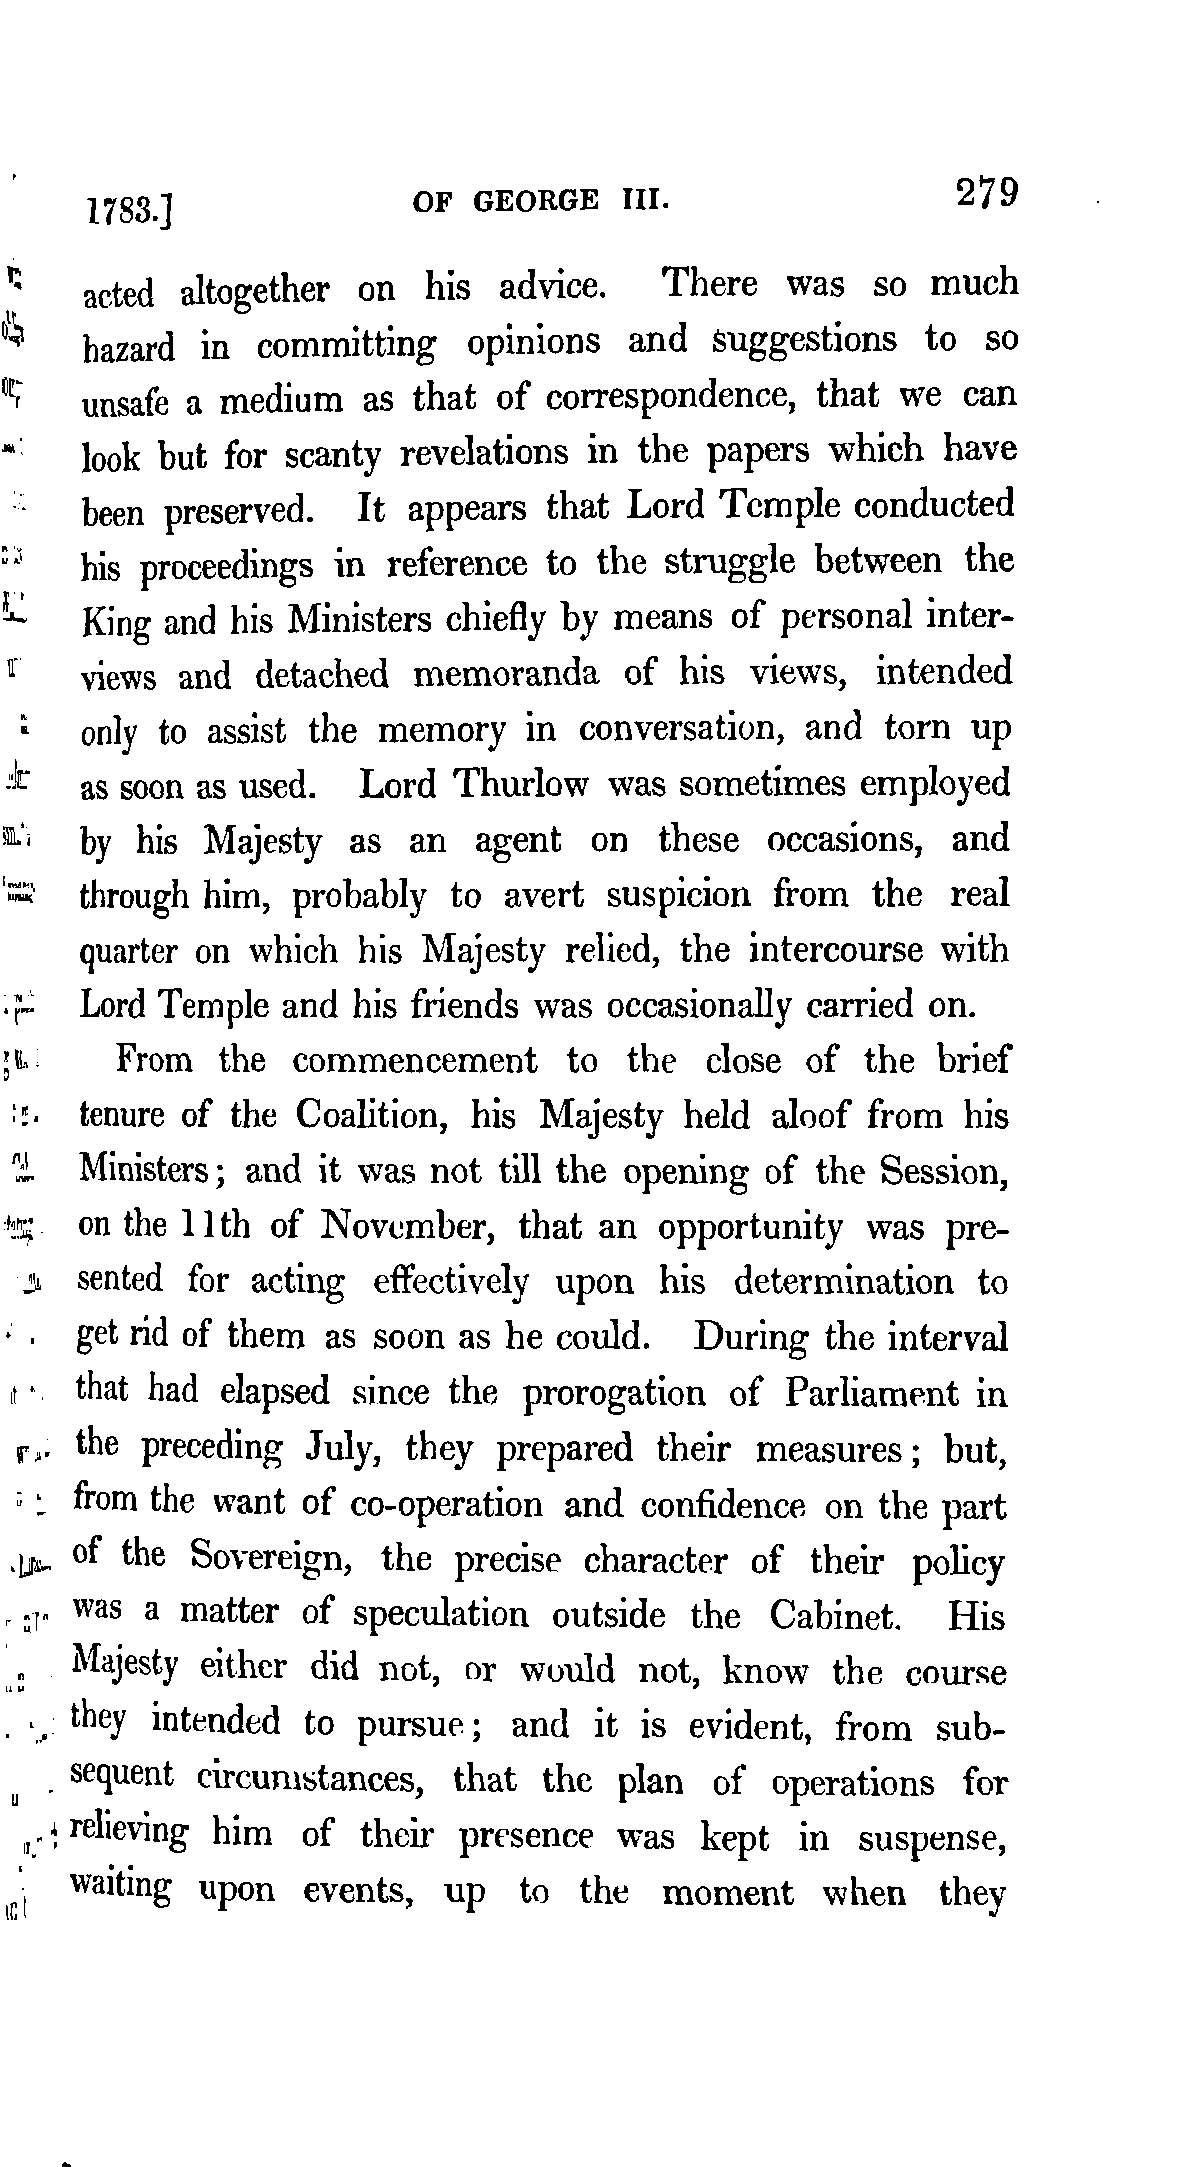 1783.] OF GEORGE III. 279
acted altogether on his advice. There was so much
hazard in committing opinions and suggestions to so
unsafe a medium as that of correspondence, that we can
look but for scanty revelations in the papers which have
been preserved. It appears that Lord Temple conducted
his proceedings in reference to the struggle between the
King and his Ministers chiefly by means of personal inter-
views and detached memoranda of his views, intended
only to assist the memory in conversation, and torn up
as soon as used. Lord Thurlow was sometimes employed
by his Majesty as an agent on these occasions, and
through him, probably to avert suspicion from the real
quarter on which his Majesty relied, the intercourse with
Lord Temple and his friends was occasionally carried on.
From the commencement to the close of the brief
tenure of the Coalition, his Majesty held aloof from his
Ministers; and it was not till the opening of the Session,
on the 11th of November, that an opportunity was pre-
sented for acting effectively upon his determination to
get rid of them as soon as he could. During the interval
that had elapsed since the prorogation of Parliament in
the preceding July, they prepared their measures; but,
from the want of co-operation and confidence on the part
of the Sovereign, the precise character of their policy
was a matter of speculation outside the Cabinet. His
Majesty either did not, or would not, know the course
they intended to pursue; and it is evident, from sub-
sequent circumstances, that the plan of operations for
relieving him of their presence was kept in suspense,
waiting upon events, up to the moment when they